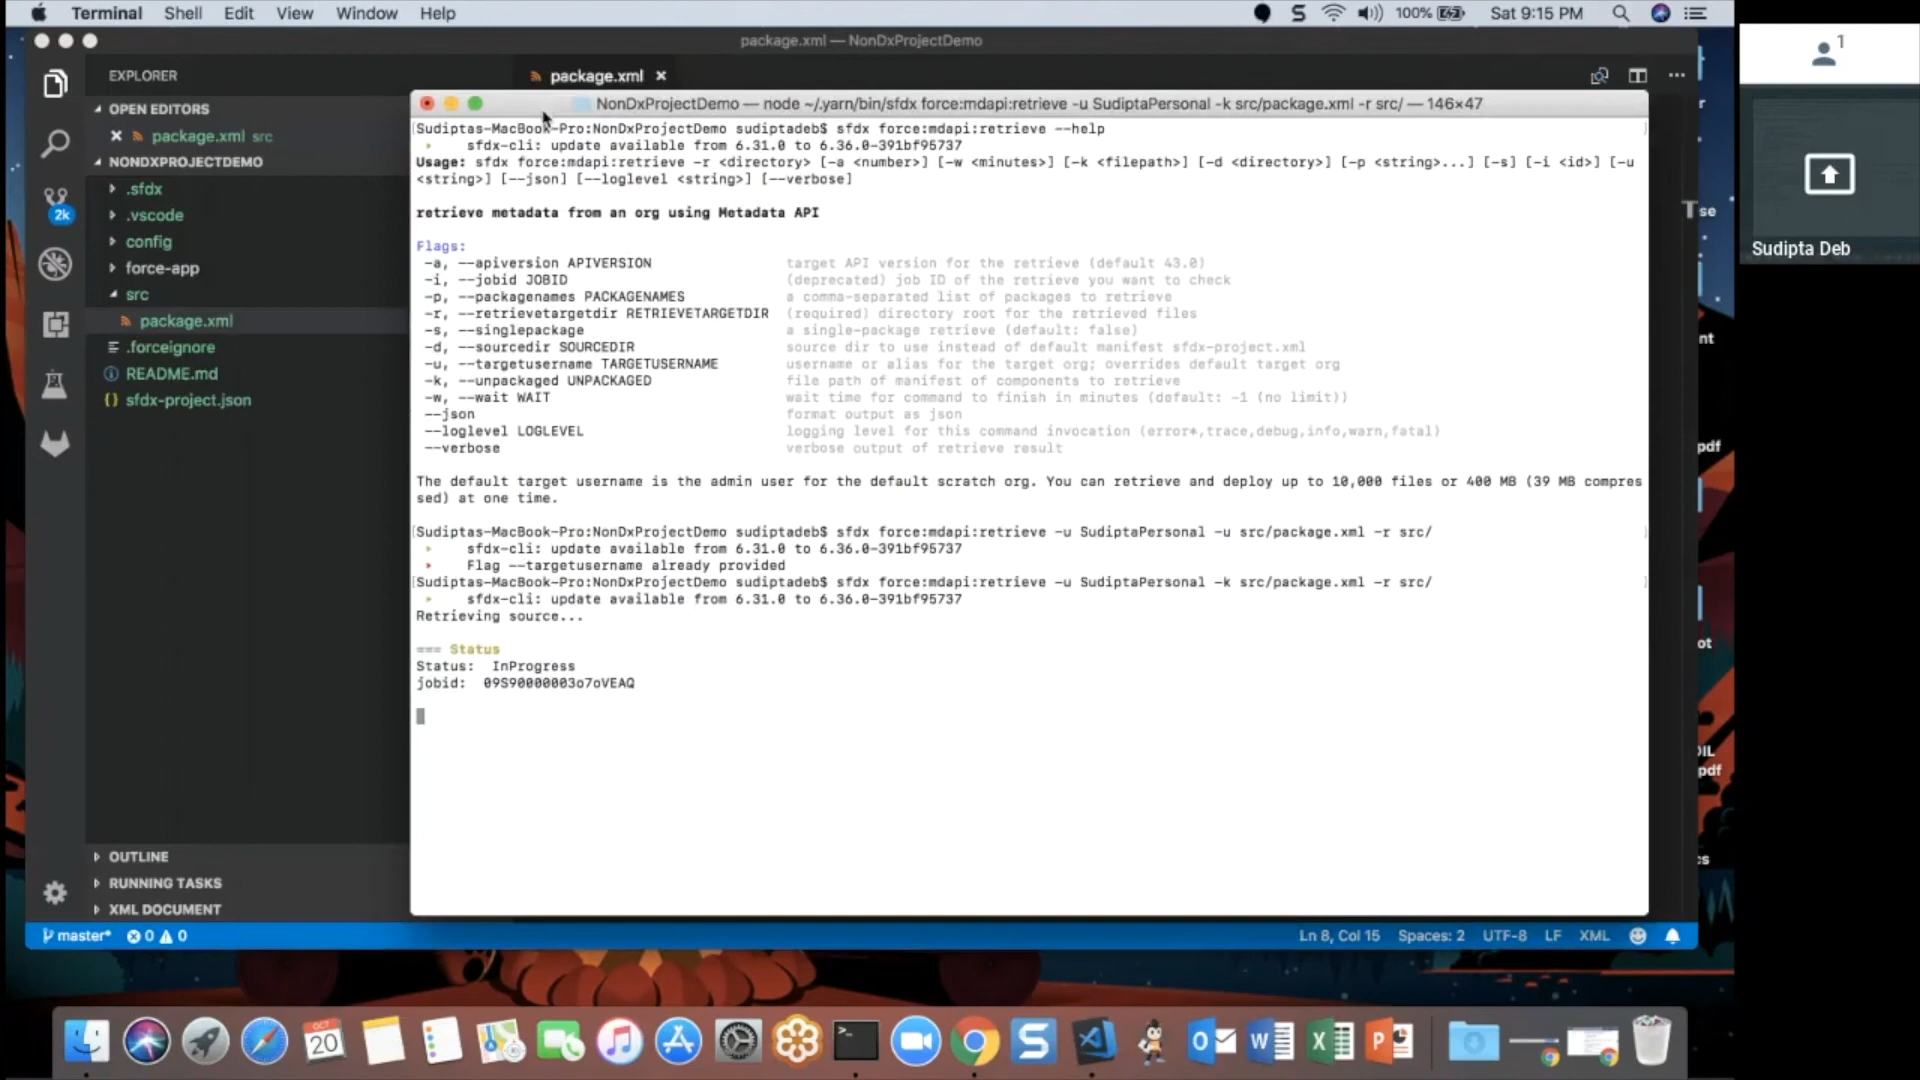 Terminal Shell Edit View Window Help
100% Sat 9:15 PM
package.xml — NonDxProjectDemo
1
EXPLORER
package.xml
OPEN EDITORS
package.xml src
NONDXPROJECTDEMO
.sfdx
.vscode
2k
config
force-app
src
package.xml
.forceignore
README.md
sfdx-project.json
OUTLINE
RUNNING TASKS
XML DOCUMENT
NonDxProjectDemo — node ~/.yarn/bin/sfdx force:mdapi:retrieve -u SudiptaPersonal -k src/package.xml -r src/ — 146×47
[Sudiptas-MacBook-Pro:NonDxProjectDemo sudiptadeb$ sfdx force:mdapi:retrieve --help ]
› sfdx-cli: update available from 6.31.0 to 6.36.0-391bf95737
Usage: sfdx force:mdapi:retrieve -r <directory> [-a <number>] [-w <minutes>] [-k <filepath>] [-d <directory>] [-p <string>...] [-s] [-i <id>] [-u
<string>] [--json] [--loglevel <string>] [--verbose]
retrieve metadata from an org using Metadata API
Flags:
-a, --apiversion APIVERSION target API version for the retrieve (default 43.0)
-i, --jobid JOBID (deprecated) job ID of the retrieve you want to check
-p, --packagenames PACKAGENAMES a comma-separated list of packages to retrieve
-r, --retrievetargetdir RETRIEVETARGETDIR (required) directory root for the retrieved files
-s, --singlepackage a single-package retrieve (default: false)
-d, --sourcedir SOURCEDIR source dir to use instead of default manifest sfdx-project.xml
-u, --targetusername TARGETUSERNAME username or alias for the target org; overrides default target org
-k, --unpackaged UNPACKAGED file path of manifest of components to retrieve
-w, --wait WAIT wait time for command to finish in minutes (default: -1 (no limit))
--json format output as json
--loglevel LOGLEVEL logging level for this command invocation (error*,trace,debug,info,warn,fatal)
--verbose verbose output of retrieve result
The default target username is the admin user for the default scratch org. You can retrieve and deploy up to 10,000 files or 400 MB (39 MB compres
sed) at one time.
[Sudiptas-MacBook-Pro:NonDxProjectDemo sudiptadeb$ sfdx force:mdapi:retrieve -u SudiptaPersonal -u src/package.xml -r src/ ]
› sfdx-cli: update available from 6.31.0 to 6.36.0-391bf95737
› Flag --targetusername already provided
[Sudiptas-MacBook-Pro:NonDxProjectDemo sudiptadeb$ sfdx force:mdapi:retrieve -u SudiptaPersonal -k src/package.xml -r src/ ]
› sfdx-cli: update available from 6.31.0 to 6.36.0-391bf95737
Retrieving source...
=== Status
Status: InProgress
jobid: 09S90000003o7oVEAQ
master* 0 0
Ln 8, Col 15 Spaces: 2 UTF-8 LF XML
Sudipta Deb
se
nt
pdf
ot
pdf
OCT
20